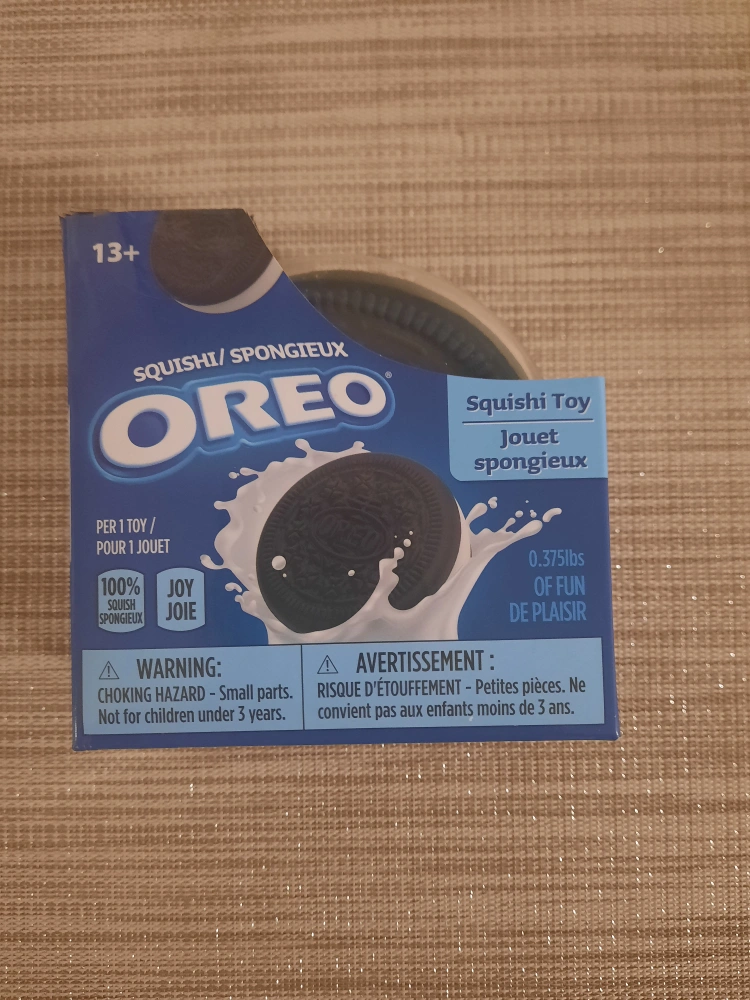 13+
SQUISHI/ SPONGIEUX
OREO®
Squishi Toy
Jouet
spongieux
PER 1 TOY /
POUR 1 JOUET
100%
SQUISH
SPONGIEUX
JOY
JOIE
0.375lbs
OF FUN
DE PLAISIR
⚠ WARNING:
CHOKING HAZARD - Small parts.
Not for children under 3 years.
⚠ AVERTISSEMENT :
RISQUE D'ÉTOUFFEMENT - Petites pièces. Ne
convient pas aux enfants moins de 3 ans.
OREO